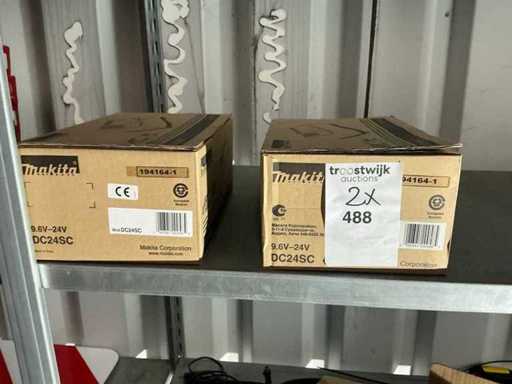 makita
194164-1
CE
9.6V–24V
DC24SC
DC24SC
Makita Corporation
makita
194164-1
troostwijk
auctions
2x
488
9.6V–24V
DC24SC
Corporation